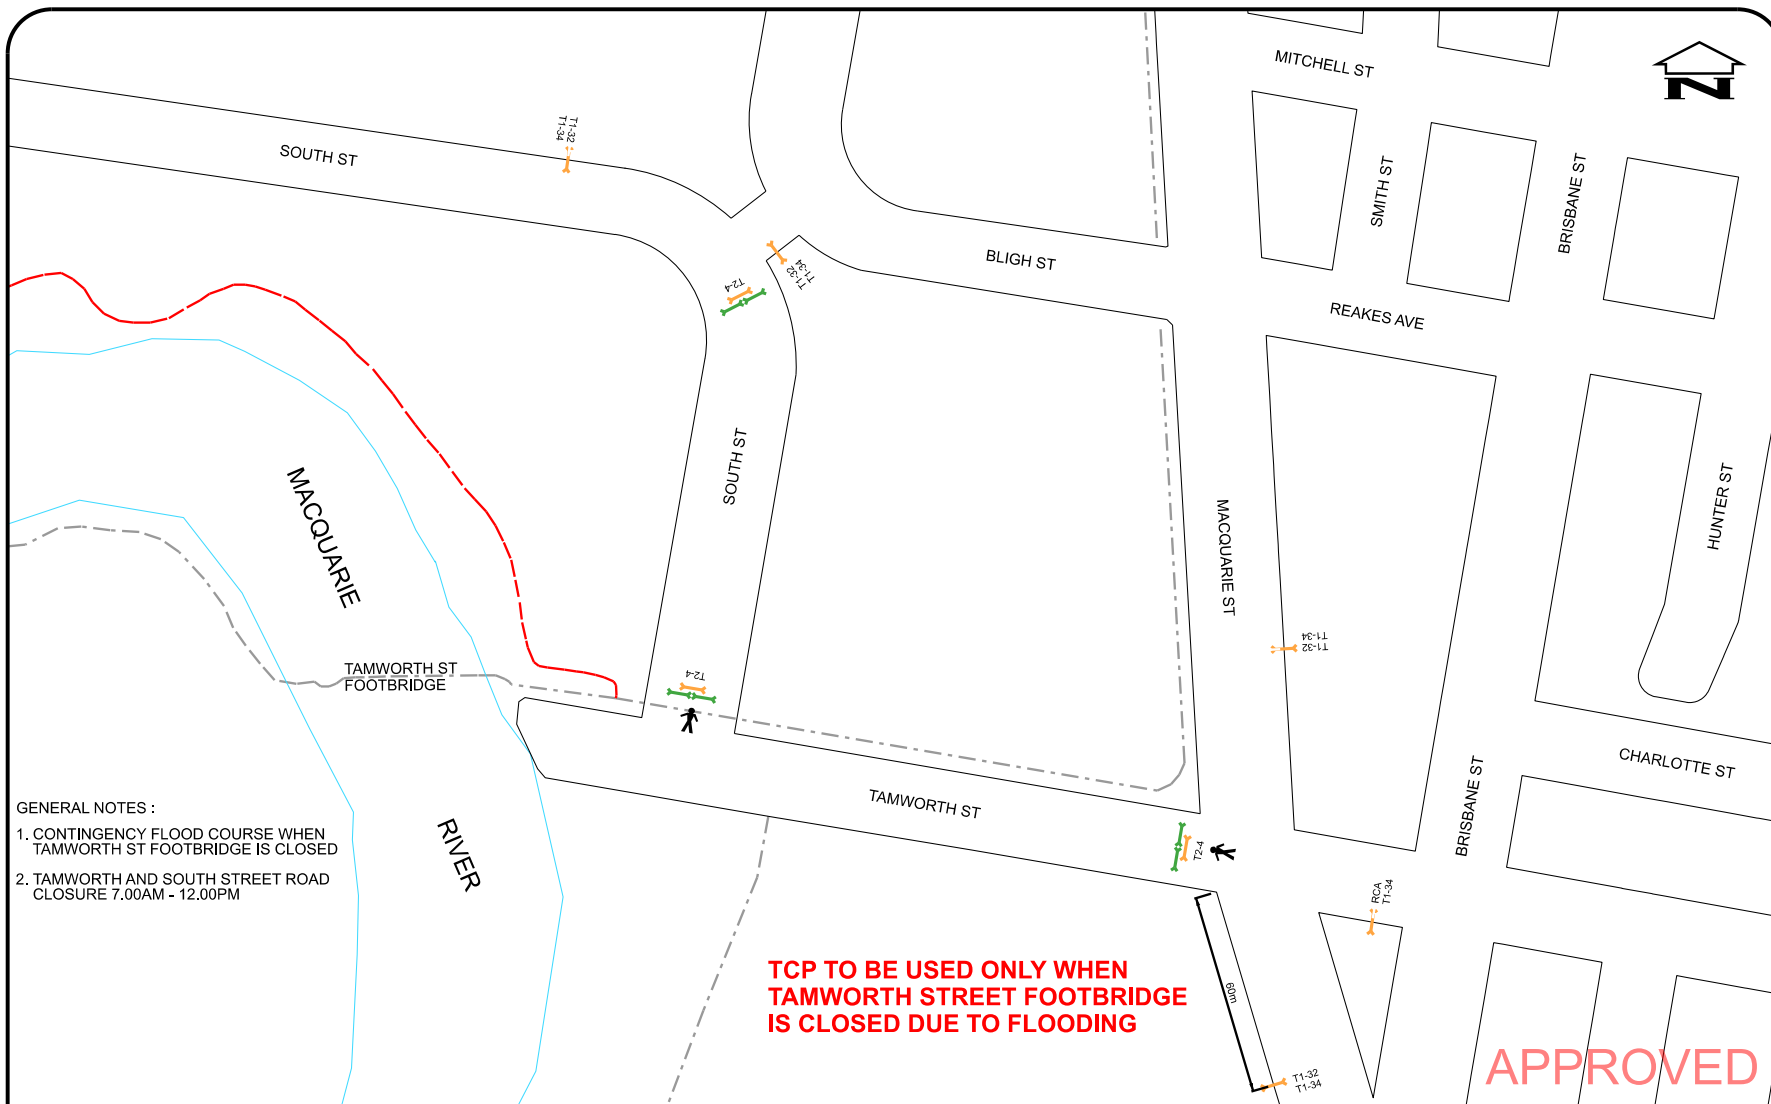 MITCHELL ST
N
T1-32
T1-34
SOUTH ST
SMITH ST
BRISBANE ST
BLIGH ST
T1-34
T1-32
T2-4
REAKES AVE
SOUTH ST
MACQUARIE
HUNTER ST
MACQUARIE ST
T1-34
T1-32
TAMWORTH ST
FOOTBRIDGE
T2-4
CHARLOTTE ST
BRISBANE ST
TAMWORTH ST
GENERAL NOTES :
1. CONTINGENCY FLOOD COURSE WHEN
TAMWORTH ST FOOTBRIDGE IS CLOSED
2. TAMWORTH AND SOUTH STREET ROAD
CLOSURE 7.00AM - 12.00PM
RIVER
T2-4
RCA
T1-34
TCP TO BE USED ONLY WHEN
TAMWORTH STREET FOOTBRIDGE
IS CLOSED DUE TO FLOODING
60m
T1-32
T1-34
APPROVED